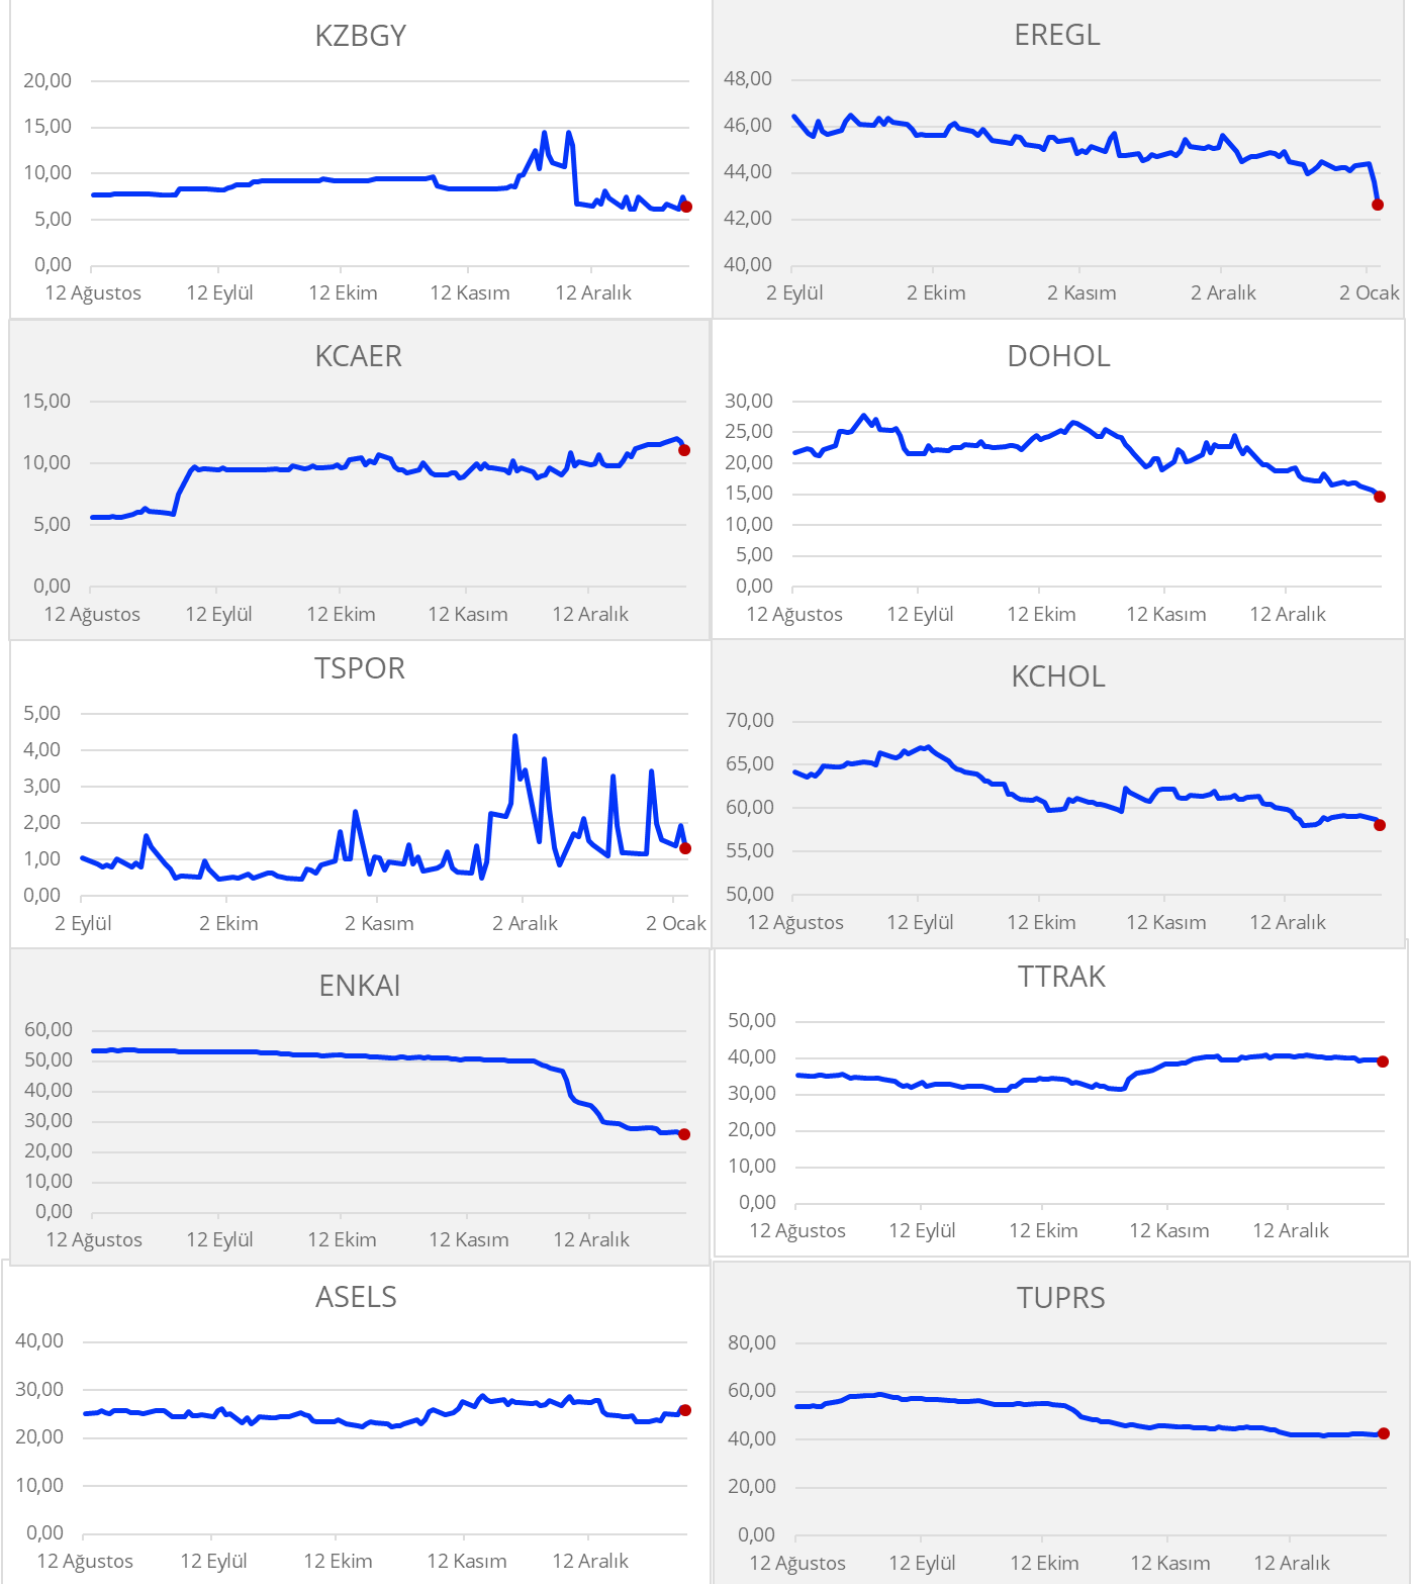 KZBGY
20,00
15,00
10,00
5,00
0,00
12 Ağustos 12 Eylül 12 Ekim 12 Kasım 12 Aralık
EREGL
48,00
46,00
44,00
42,00
40,00
2 Eylül 2 Ekim 2 Kasım 2 Aralık 2 Ocak
KCAER
15,00
10,00
5,00
0,00
12 Ağustos 12 Eylül 12 Ekim 12 Kasım 12 Aralık
DOHOL
30,00
25,00
20,00
15,00
10,00
5,00
0,00
12 Ağustos 12 Eylül 12 Ekim 12 Kasım 12 Aralık
TSPOR
5,00
4,00
3,00
2,00
1,00
0,00
2 Eylül 2 Ekim 2 Kasım 2 Aralık 2 Ocak
KCHOL
70,00
65,00
60,00
55,00
50,00
12 Ağustos 12 Eylül 12 Ekim 12 Kasım 12 Aralık
ENKAI
60,00
50,00
40,00
30,00
20,00
10,00
0,00
12 Ağustos 12 Eylül 12 Ekim 12 Kasım 12 Aralık
TTRAK
50,00
40,00
30,00
20,00
10,00
0,00
12 Ağustos 12 Eylül 12 Ekim 12 Kasım 12 Aralık
ASELS
40,00
30,00
20,00
10,00
0,00
12 Ağustos 12 Eylül 12 Ekim 12 Kasım 12 Aralık
TUPRS
80,00
60,00
40,00
20,00
0,00
12 Ağustos 12 Eylül 12 Ekim 12 Kasım 12 Aralık